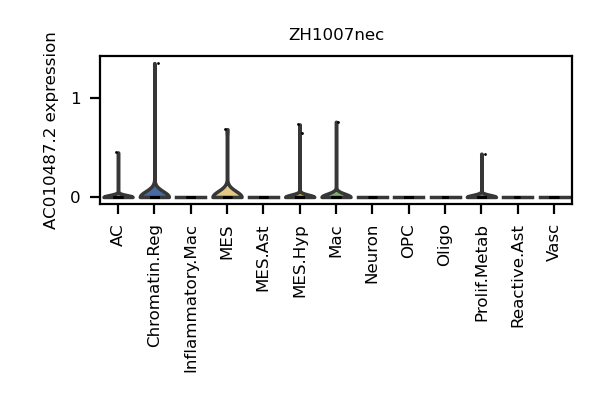 ZH1007nec
AC010487.2 expression
1
0
AC
Chromatin.Reg
Inflammatory.Mac
MES
MES.Ast
MES.Hyp
Mac
Neuron
OPC
Oligo
Prolif.Metab
Reactive.Ast
Vasc